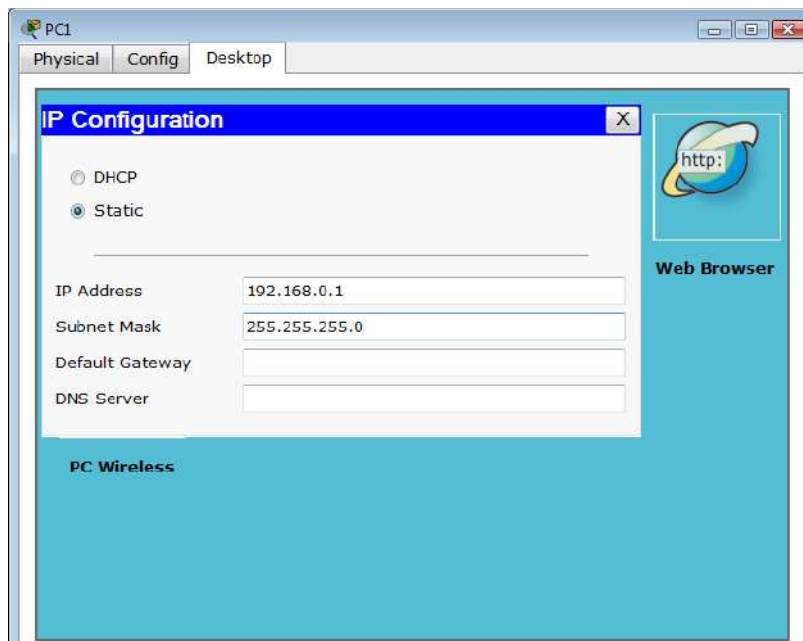 PC1
Physical Config Desktop
IP Configuration X
http:
DHCP
Static
Web Browser
IP Address 192.168.0.1
Subnet Mask 255.255.255.0
Default Gateway
DNS Server
PC Wireless